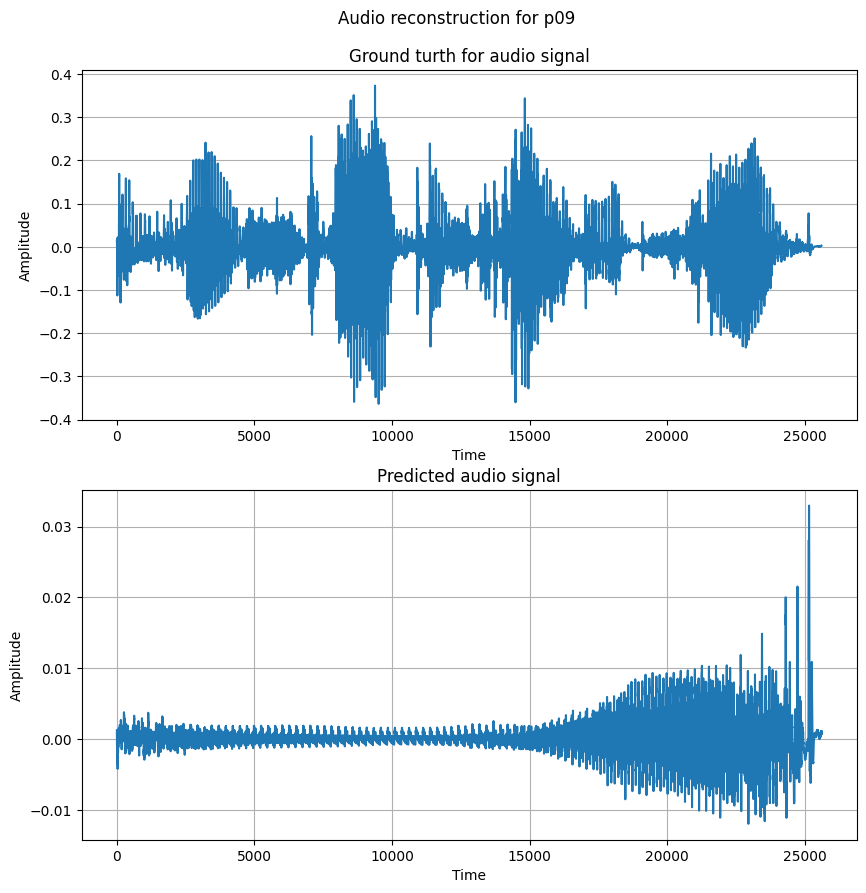 Audio reconstruction for p09
Ground turth for audio signal
0.4
0.3
0.2
0.1
0.0
−0.1
−0.2
−0.3
−0.4
Amplitude
0 5000 10000 15000 20000 25000
Time
Predicted audio signal
0.03
0.02
0.01
0.00
−0.01
Amplitude
0 5000 10000 15000 20000 25000
Time